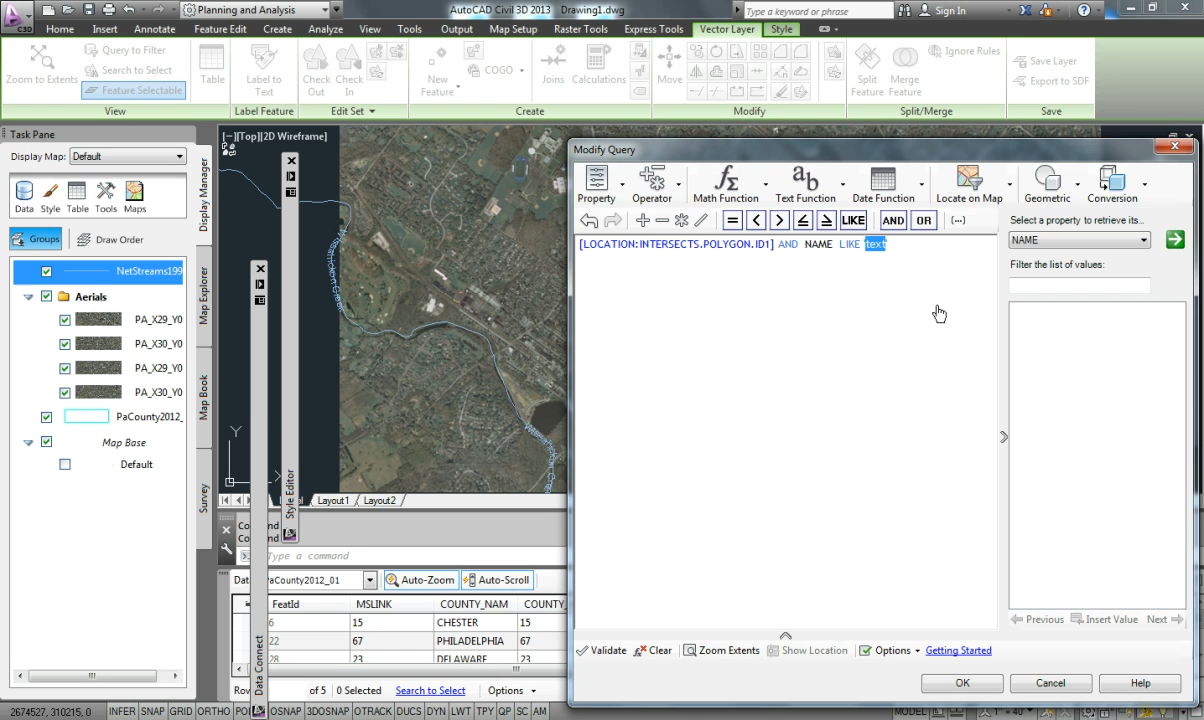 Planning and Analysis
AutoCAD Civil 3D 2013 Drawing1.dwg
Type a keyword or phrase
Sign In
C3D
Home Insert Annotate Feature Edit Create Analyze View Tools Output Map Setup Raster Tools Express Tools Vector Layer Style
Zoom to Extents
Query to Filter
Search to Select
Feature Selectable
Table
Label to Text
Check Out
Check In
New Feature
COGO
Joins
Calculations
Move
Split Feature
Merge Feature
Ignore Rules
Save Layer
Export to SDF
View Label Feature Edit Set Create Modify Split/Merge Save
Task Pane
Display Map: Default
Data Style Table Tools Maps
Groups Draw Order
NetStreams199
Aerials
PA_X29_Y0
PA_X30_Y0
PA_X29_Y0
PA_X30_Y0
PaCounty2012_
Map Base
Default
Display Manager
Map Explorer
Map Book
Survey
[−][Top][2D Wireframe]
Wissahickon Creek
Y
Style Editor
Data Connect
Layout1 Layout2
Type a command
PaCounty2012_01
Auto-Zoom Auto-Scroll
FeatId MSLINK COUNTY_NAM COUNTY_
6 15 CHESTER 15
22 67 PHILADELPHIA 67
28 23 DELAWARE 23
of 5 0 Selected Search to Select Options
2674527, 310215, 0 INFER SNAP GRID ORTHO OSNAP 3DOSNAP OTRACK DUCS DYN LWT TPY QP SC AM
MODEL
Modify Query
Property Operator Math Function Text Function Date Function Locate on Map Geometric Conversion
= < > ≤ ≥ LIKE AND OR (...)
[LOCATION:INTERSECTS.POLYGON.ID1] AND NAME LIKE text
Select a property to retrieve its...
NAME
Filter the list of values:
Previous Insert Value Next
Validate Clear Zoom Extents Show Location Options Getting Started
OK Cancel Help